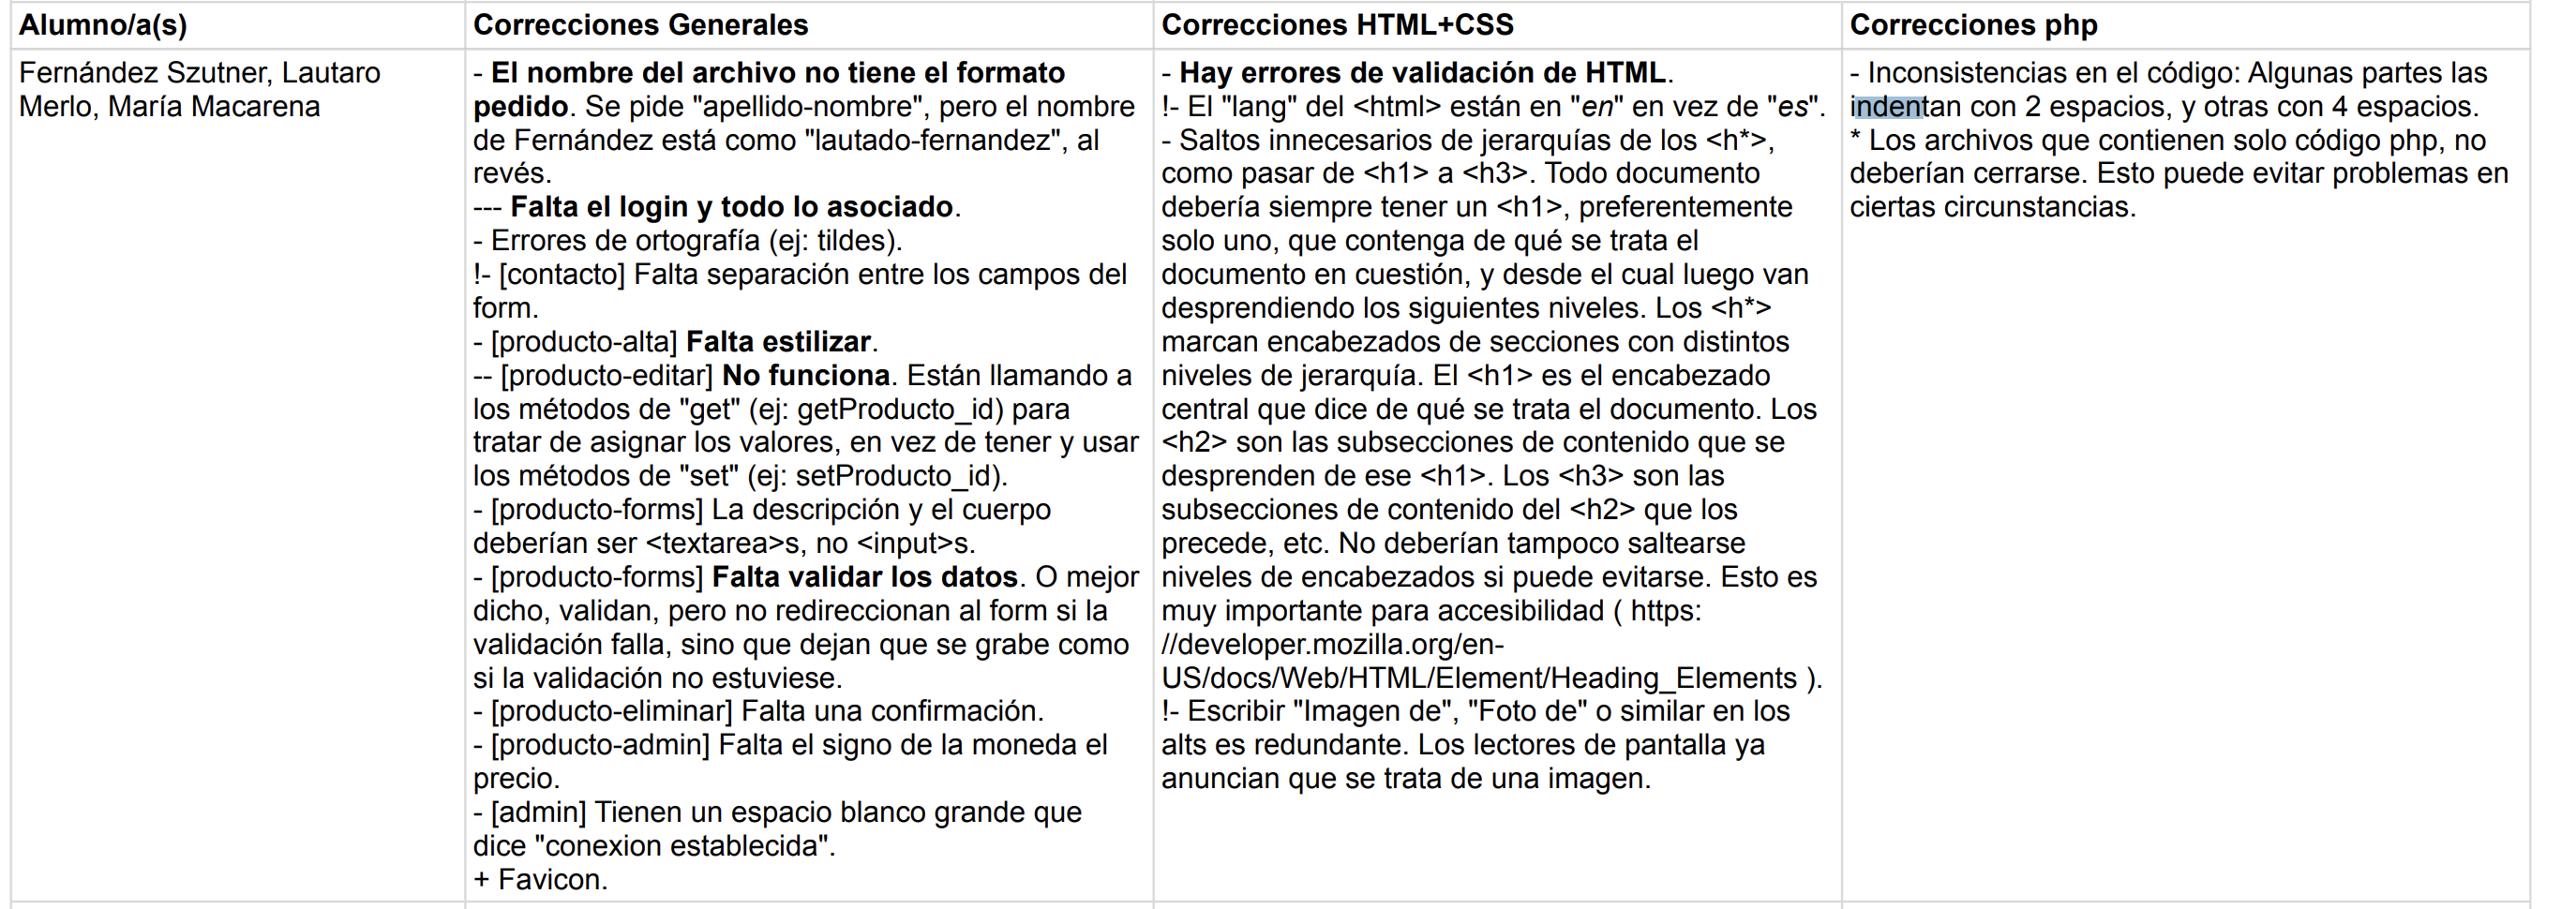 Alumno/a(s)
Correcciones Generales
Correcciones HTML+CSS
Correcciones php
Fernández Szutner, Lautaro
Merlo, María Macarena
- El nombre del archivo no tiene el formato
pedido. Se pide "apellido-nombre", pero el nombre
de Fernández está como "lautado-fernandez", al
revés.
--- Falta el login y todo lo asociado.
- Errores de ortografía (ej: tildes).
!- [contacto] Falta separación entre los campos del
form.
- [producto-alta] Falta estilizar.
-- [producto-editar] No funciona. Están llamando a
los métodos de "get" (ej: getProducto_id) para
tratar de asignar los valores, en vez de tener y usar
los métodos de "set" (ej: setProducto_id).
- [producto-forms] La descripción y el cuerpo
deberían ser <textarea>s, no <input>s.
- [producto-forms] Falta validar los datos. O mejor
dicho, validan, pero no redireccionan al form si la
validación falla, sino que dejan que se grabe como
si la validación no estuviese.
- [producto-eliminar] Falta una confirmación.
- [producto-admin] Falta el signo de la moneda el
precio.
- [admin] Tienen un espacio blanco grande que
dice "conexion establecida".
+ Favicon.
- Hay errores de validación de HTML.
!- El "lang" del <html> están en "en" en vez de "es".
- Saltos innecesarios de jerarquías de los <h*>,
como pasar de <h1> a <h3>. Todo documento
debería siempre tener un <h1>, preferentemente
solo uno, que contenga de qué se trata el
documento en cuestión, y desde el cual luego van
desprendiendo los siguientes niveles. Los <h*>
marcan encabezados de secciones con distintos
niveles de jerarquía. El <h1> es el encabezado
central que dice de qué se trata el documento. Los
<h2> son las subsecciones de contenido que se
desprenden de ese <h1>. Los <h3> son las
subsecciones de contenido del <h2> que los
precede, etc. No deberían tampoco saltearse
niveles de encabezados si puede evitarse. Esto es
muy importante para accesibilidad ( https:
//developer.mozilla.org/en-
US/docs/Web/HTML/Element/Heading_Elements ).
!- Escribir "Imagen de", "Foto de" o similar en los
alts es redundante. Los lectores de pantalla ya
anuncian que se trata de una imagen.
- Inconsistencias en el código: Algunas partes las
indentan con 2 espacios, y otras con 4 espacios.
* Los archivos que contienen solo código php, no
deberían cerrarse. Esto puede evitar problemas en
ciertas circunstancias.